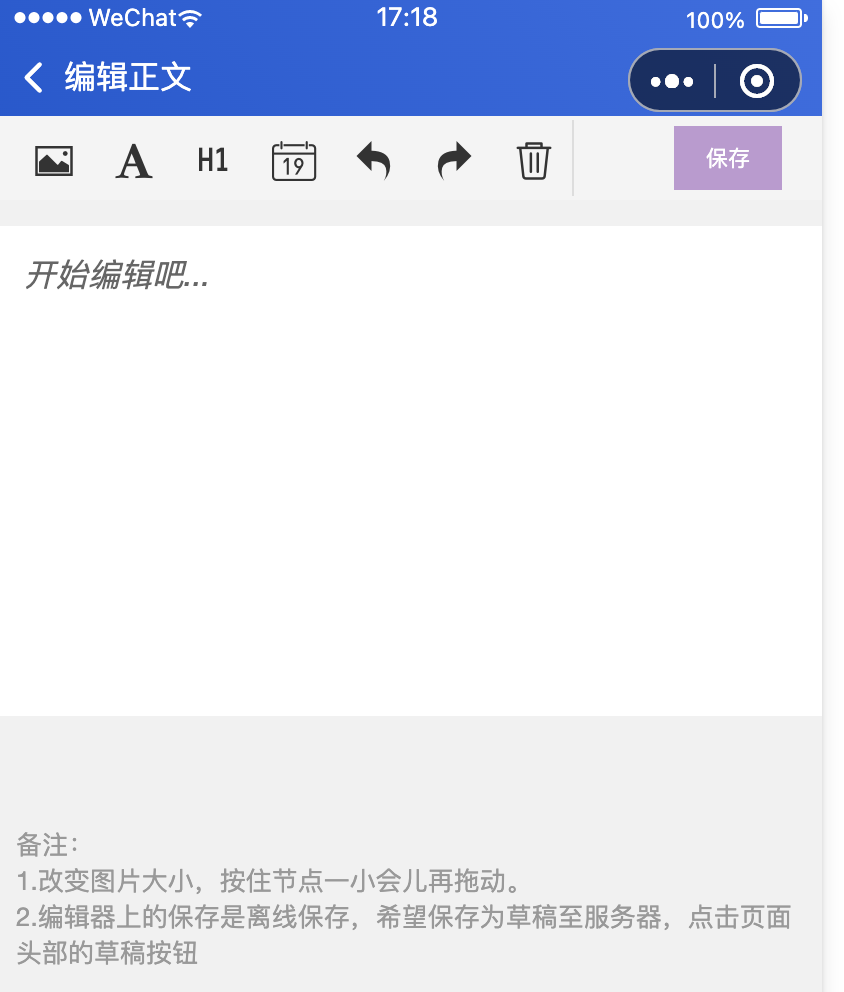 WeChat 17:18 100%
编辑正文
A H1 19 保存
开始编辑吧...
备注：
1.改变图片大小，按住节点一小会儿再拖动。
2.编辑器上的保存是离线保存，希望保存为草稿至服务器，点击页面
头部的草稿按钮